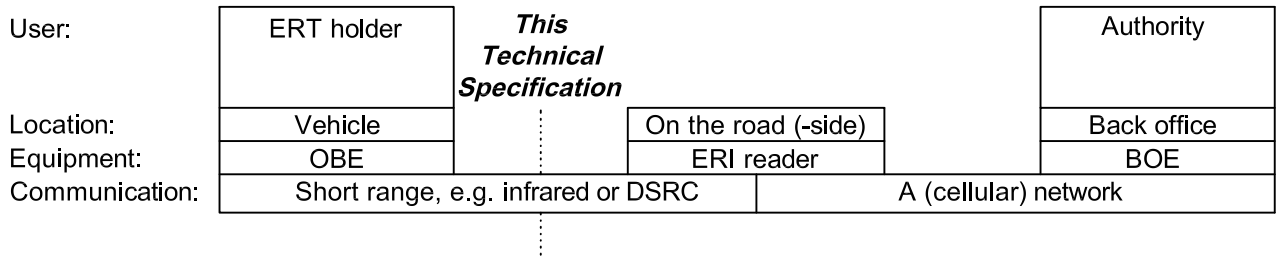 User: ERT holder This Authority
Technical
Specification
Location: Vehicle On the road (-side) Back office
Equipment: OBE ERI reader BOE
Communication: Short range, e.g. infrared or DSRC A (cellular) network